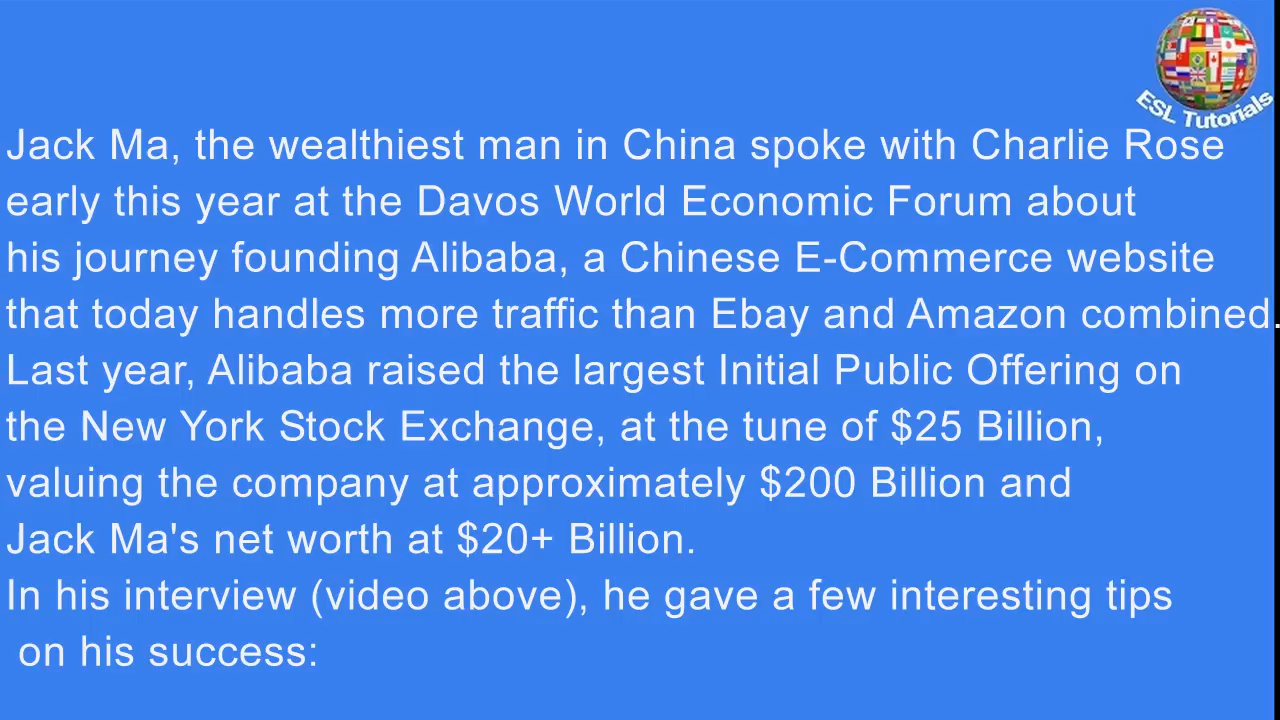 ESL Tutorials
Jack Ma, the wealthiest man in China spoke with Charlie Rose
early this year at the Davos World Economic Forum about
his journey founding Alibaba, a Chinese E-Commerce website
that today handles more traffic than Ebay and Amazon combined.
Last year, Alibaba raised the largest Initial Public Offering on
the New York Stock Exchange, at the tune of $25 Billion,
valuing the company at approximately $200 Billion and
Jack Ma's net worth at $20+ Billion.
In his interview (video above), he gave a few interesting tips
on his success: